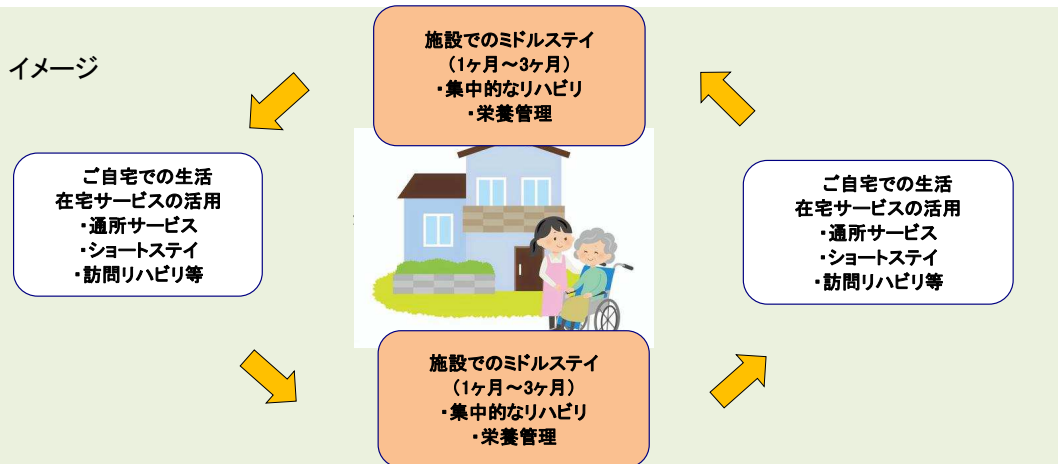 イメージ
施設でのミドルステイ
（1ヶ月～3ヶ月）
・集中的なリハビリ
・栄養管理
ご自宅での生活
在宅サービスの活用
・通所サービス
・ショートステイ
・訪問リハビリ等
ご自宅での生活
在宅サービスの活用
・通所サービス
・ショートステイ
・訪問リハビリ等
施設でのミドルステイ
（1ヶ月～3ヶ月）
・集中的なリハビリ
・栄養管理